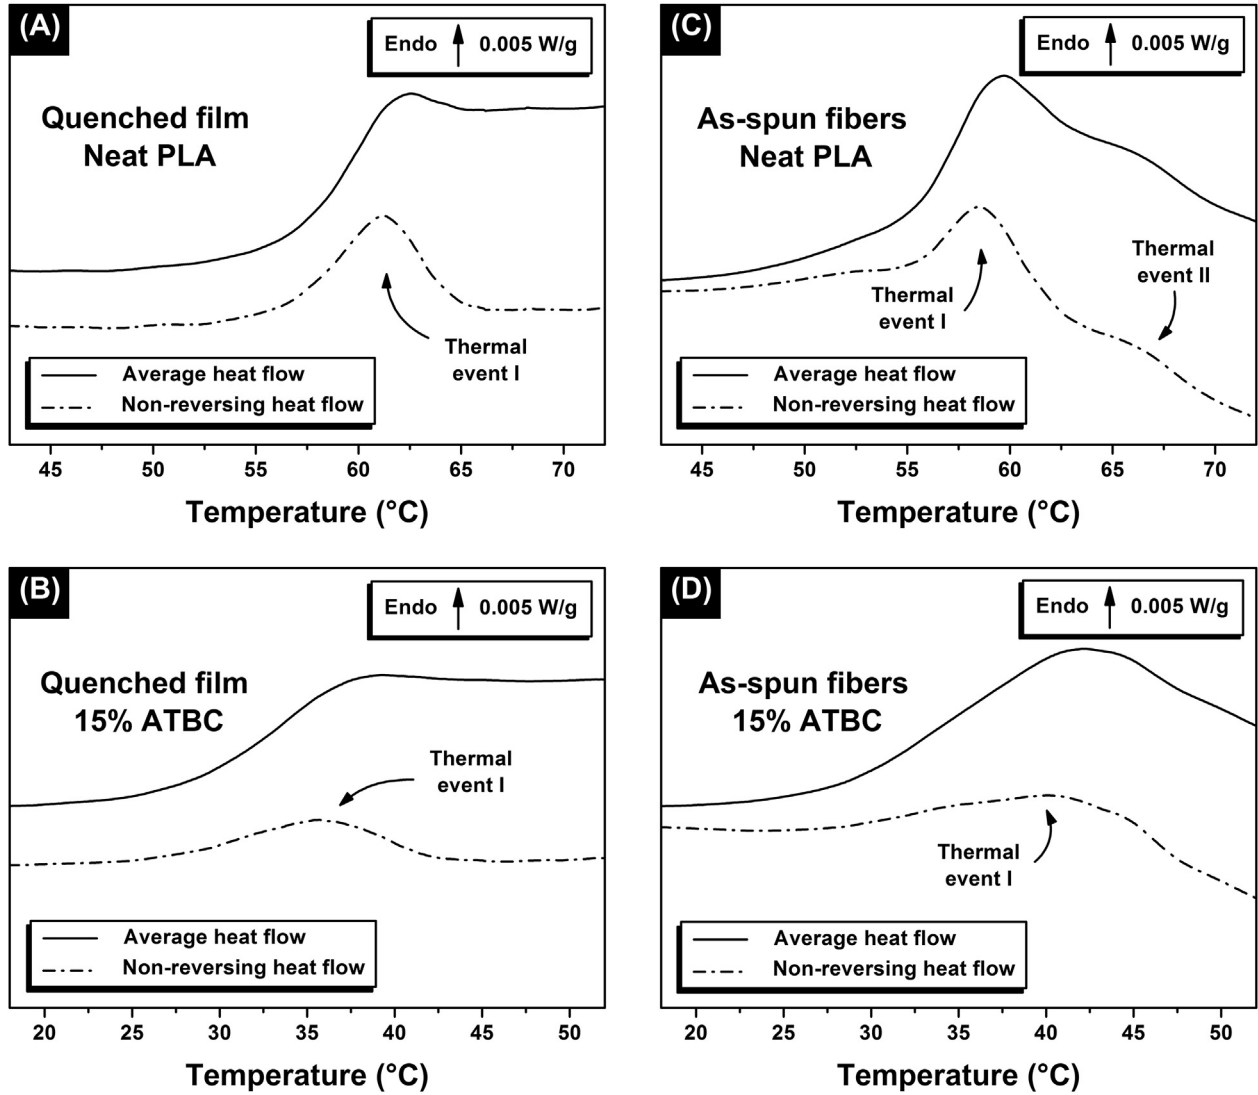 (A)
Endo 0.005 W/g
Quenched film
Neat PLA
Thermal
event I
Average heat flow
Non-reversing heat flow
45 50 55 60 65 70
Temperature (°C)
(C)
Endo 0.005 W/g
As-spun fibers
Neat PLA
Thermal
event II
Thermal
event I
Average heat flow
Non-reversing heat flow
45 50 55 60 65 70
Temperature (°C)
(B)
Endo 0.005 W/g
Quenched film
15% ATBC
Thermal
event I
Average heat flow
Non-reversing heat flow
20 25 30 35 40 45 50
Temperature (°C)
(D)
Endo 0.005 W/g
As-spun fibers
15% ATBC
Thermal
event I
Average heat flow
Non-reversing heat flow
20 25 30 35 40 45 50
Temperature (°C)